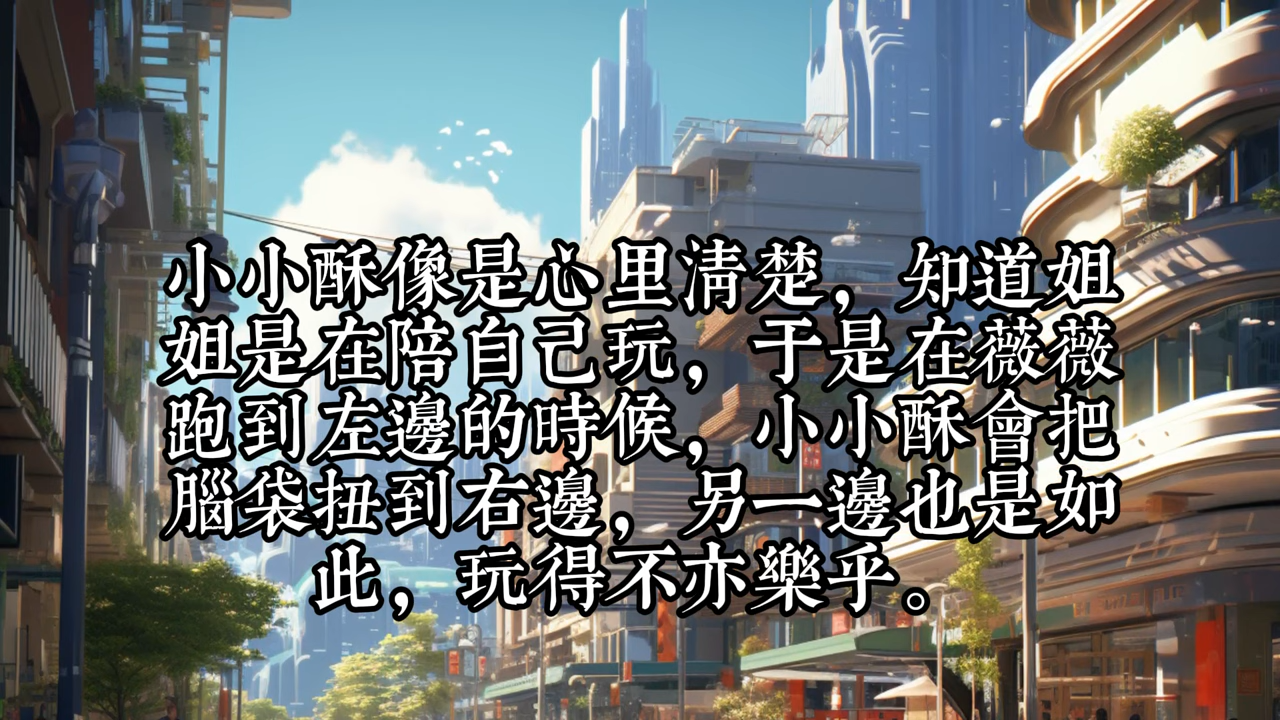 小小酥像是心里清楚，知道姐
姐是在陪自己玩，于是在薇薇
跑到左邊的時候，小小酥會把
腦袋扭到右邊，另一邊也是如
此，玩得不亦樂乎。